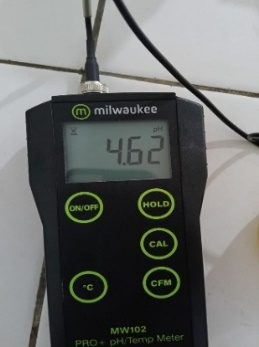 m milwaukee
pH
4.62
ON/OFF HOLD
CAL
°C CFM
MW102
PRO+ pH/Temp Meter